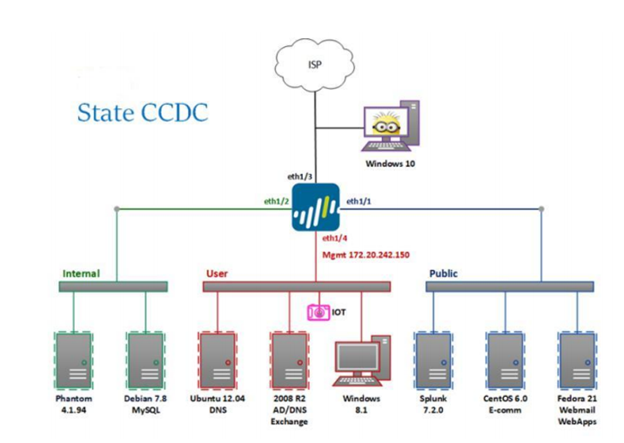 ISP
State CCDC
Windows 10
eth1/3
eth1/2
eth1/1
eth1/4
Mgmt 172.20.242.150
Internal
User
Public
IOT
Phantom
4.1.94
Debian 7.8
MySQL
Ubuntu 12.04
DNS
2008 R2
AD/DNS
Exchange
Windows
8.1
Splunk
7.2.0
CentOS 6.0
E-comm
Fedora 21
Webmail
WebApps